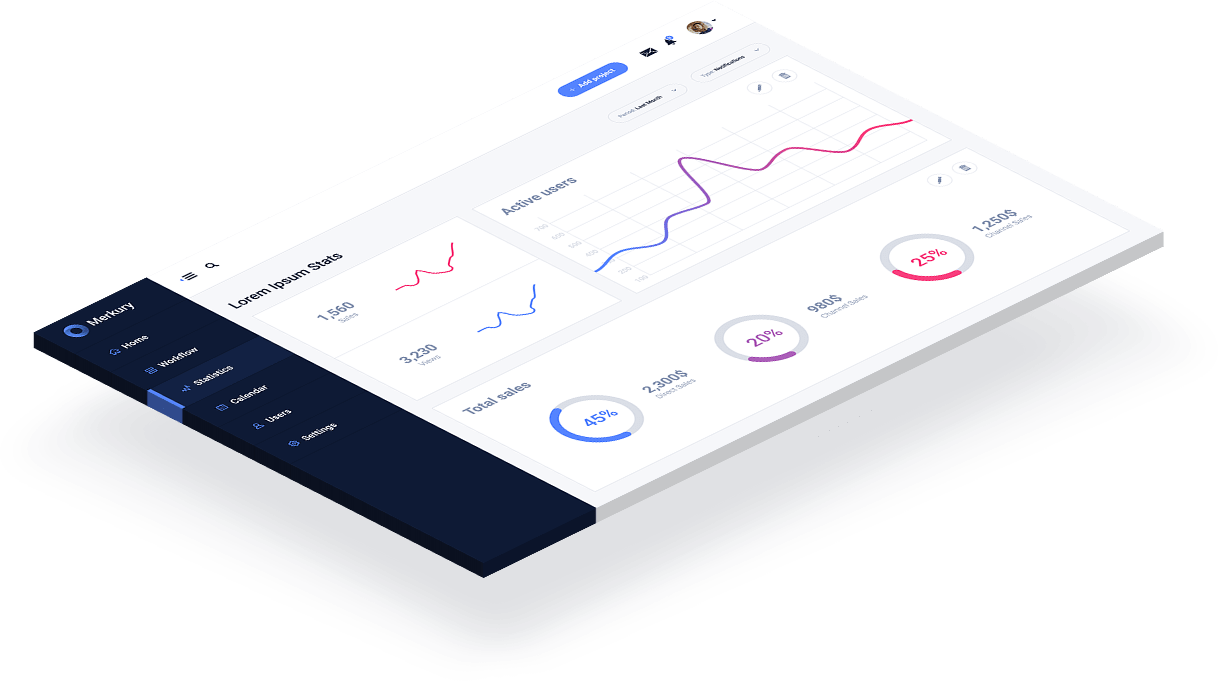 Merkury
Home
Workflow
Statistics
Calendar
Users
Settings
+ Add project
Lorem Ipsum Stats
Period: Last Month
Type: Notifications
1,560
Sales
3,230
Views
Active users
700
600
500
400
200
100
Total sales
45%
2,300$
Direct Sales
20%
980$
Channel Sales
25%
1,250$
Channel Sales